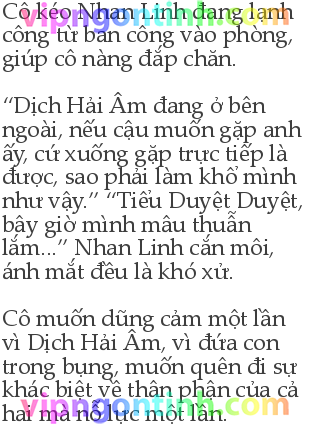 vipngontinh.com
Cô kéo Nhan Linh đang lạnh
công từ ban công vào phòng,
giúp cô nàng đắp chăn.
“Dịch Hải Âm đang ở bên
ngoài, nếu cậu muốn gặp anh
ấy, cứ xuống gặp trực tiếp là
được, sao phải làm khổ mình
như vậy.” “Tiểu Duyệt Duyệt,
bây giờ mình mâu thuẫn
lắm...” Nhan Linh cắn môi,
ánh mắt đều là khó xử.
Cô muốn dũng cảm một lần
vì Dịch Hải Âm, vì đứa con
trong bụng, muốn quên đi sự
khác biệt về thân phận của cả
hai mà nỗ lực một lần.
vipngontinh.com